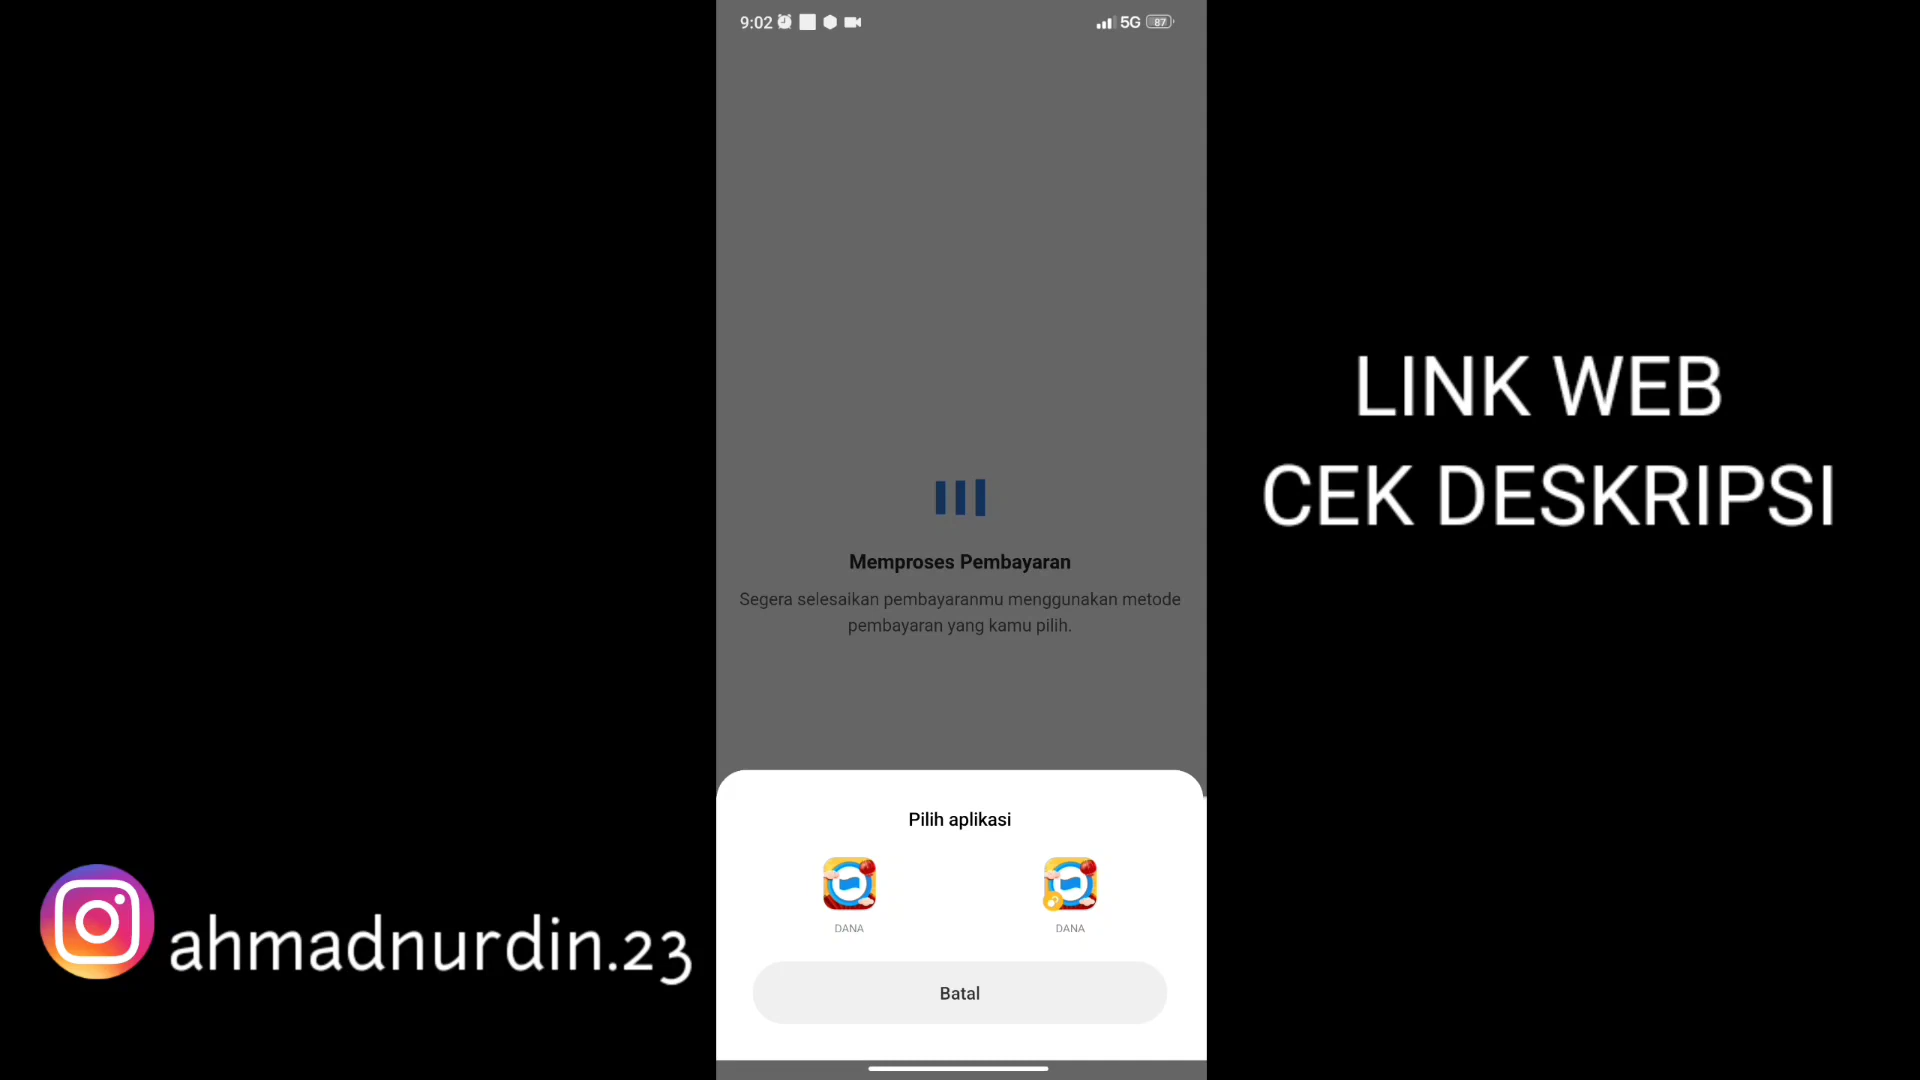 9:02
5G 87
LINK WEB
CEK DESKRIPSI
Memproses Pembayaran
Segera selesaikan pembayaranmu menggunakan metode
pembayaran yang kamu pilih.
Pilih aplikasi
DANA
DANA
Batal
ahmadnurdin.23